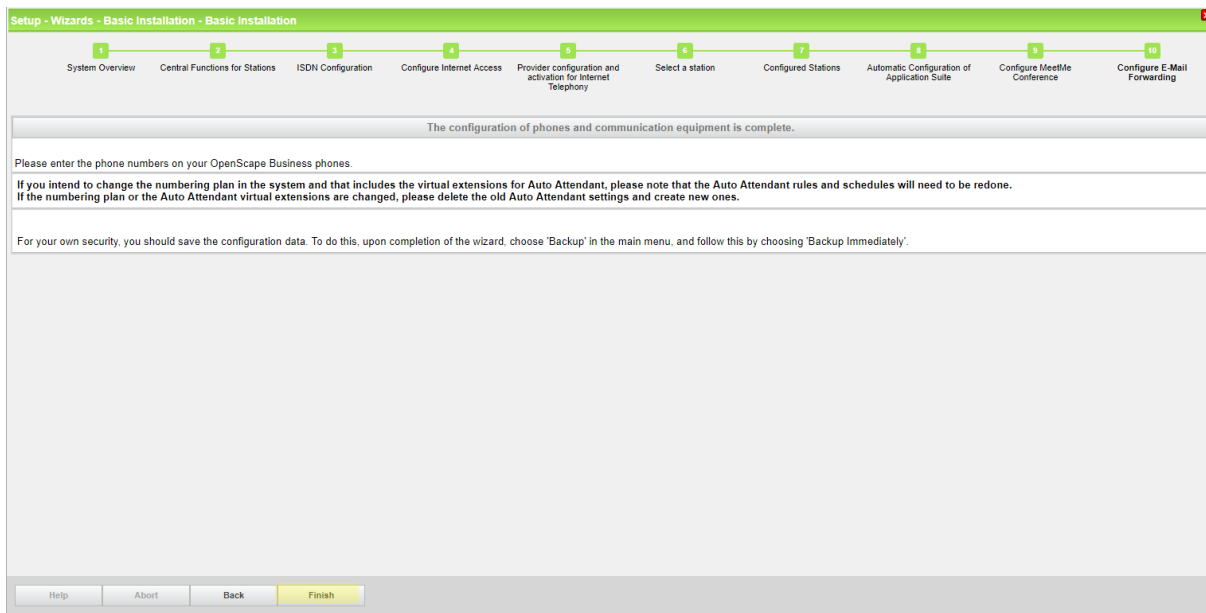 Setup - Wizards - Basic Installation - Basic Installation
1
2
3
4
5
6
7
8
9
10
System Overview
Central Functions for Stations
ISDN Configuration
Configure Internet Access
Provider configuration and
activation for Internet
Telephony
Select a station
Configured Stations
Automatic Configuration of
Application Suite
Configure MeetMe
Conference
Configure E-Mail
Forwarding
The configuration of phones and communication equipment is complete.
Please enter the phone numbers on your OpenScape Business phones.
If you intend to change the numbering plan in the system and that includes the virtual extensions for Auto Attendant, please note that the Auto Attendant rules and schedules will need to be redone.
If the numbering plan or the Auto Attendant virtual extensions are changed, please delete the old Auto Attendant settings and create new ones.
For your own security, you should save the configuration data. To do this, upon completion of the wizard, choose 'Backup' in the main menu, and follow this by choosing 'Backup Immediately'.
Help
Abort
Back
Finish